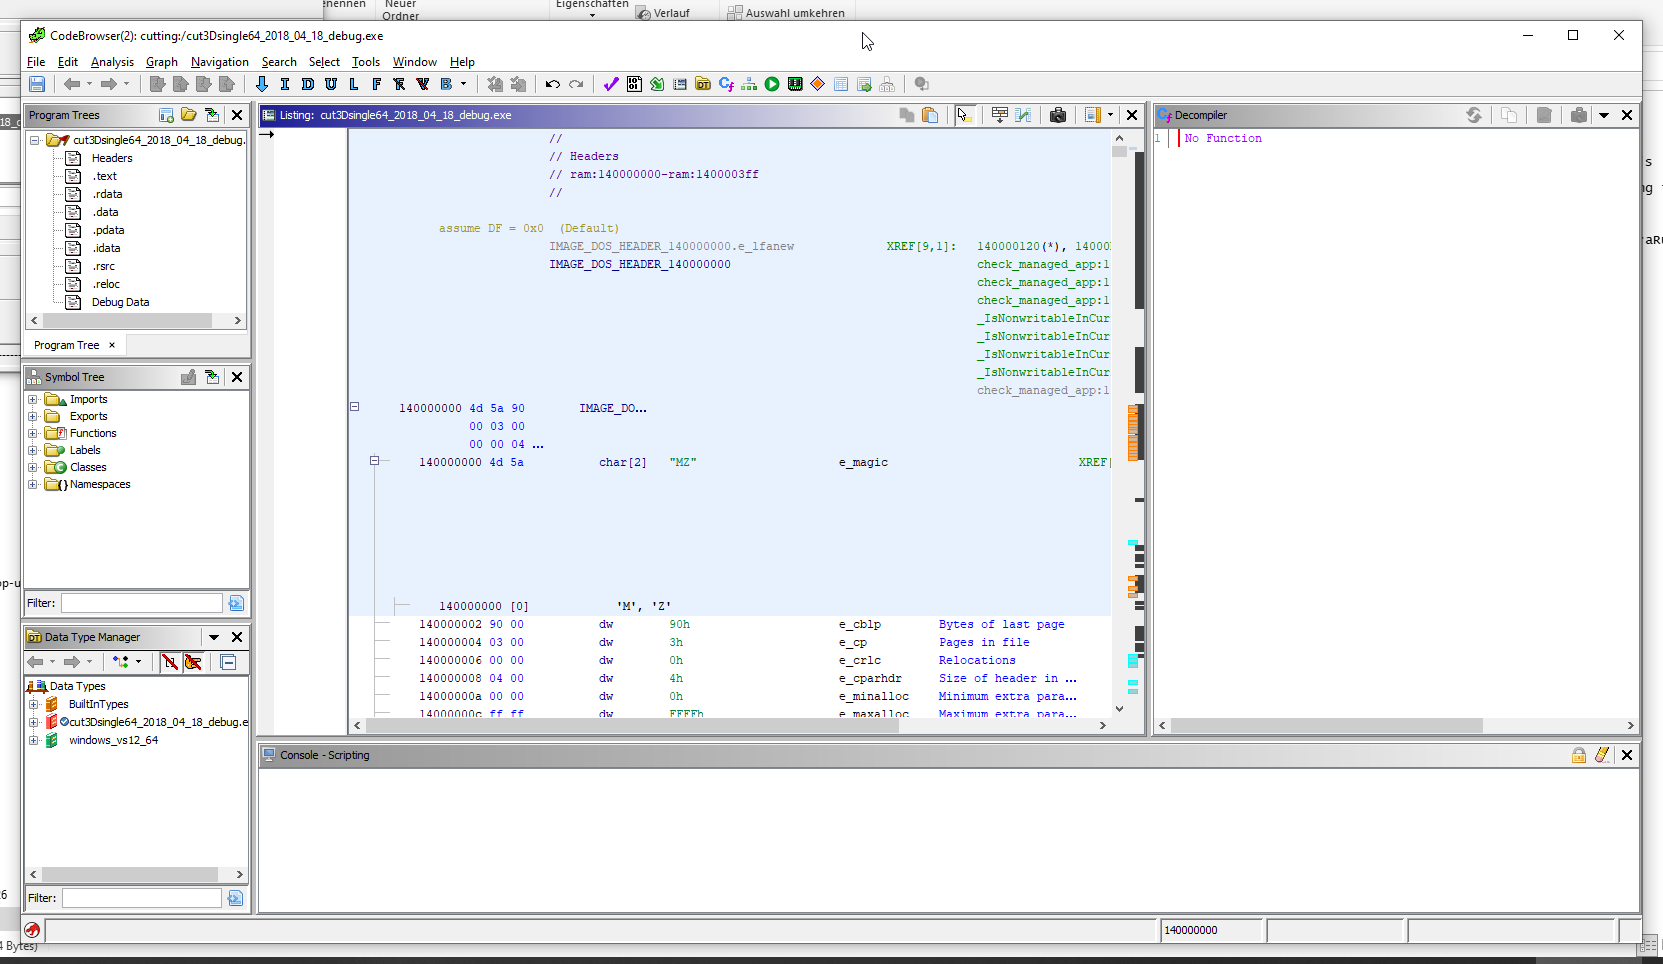 enennen
Neuer
Ordner
Eigenschaften
Verlauf
Auswahl umkehren
CodeBrowser(2): cutting:/cut3Dsingle64_2018_04_18_debug.exe
File Edit Analysis Graph Navigation Search Select Tools Window Help
I D U L F B
Program Trees
cut3Dsingle64_2018_04_18_debug.
Headers
.text
.rdata
.data
.pdata
.idata
.rsrc
.reloc
Debug Data
Program Tree ×
Symbol Tree
Imports
Exports
Functions
Labels
Classes
Namespaces
Filter:
Data Type Manager
Data Types
BuiltInTypes
cut3Dsingle64_2018_04_18_debug.e
windows_vs12_64
Filter:
Listing: cut3Dsingle64_2018_04_18_debug.exe
//
// Headers
// ram:140000000-ram:1400003ff
//
assume DF = 0x0 (Default)
IMAGE_DOS_HEADER_140000000.e_lfanew XREF[9,1]: 140000120(*), 14000
IMAGE_DOS_HEADER_140000000 check_managed_app:1
check_managed_app:1
check_managed_app:1
_IsNonwritableInCur
_IsNonwritableInCur
_IsNonwritableInCur
_IsNonwritableInCur
check_managed_app:1
140000000 4d 5a 90 IMAGE_DO...
00 03 00
00 00 04 ...
140000000 4d 5a char[2] "MZ" e_magic XREF[
140000000 [0] 'M', 'Z'
140000002 90 00 dw 90h e_cblp Bytes of last page
140000004 03 00 dw 3h e_cp Pages in file
140000006 00 00 dw 0h e_crlc Relocations
140000008 04 00 dw 4h e_cparhdr Size of header in ...
14000000a 00 00 dw 0h e_minalloc Minimum extra para...
14000000c ff ff dw FFFFh e_maxalloc Maximum extra para...
Decompiler
1 No Function
Console - Scripting
140000000
18_
op-u
26
4 Bytes)
s
ng
raRu